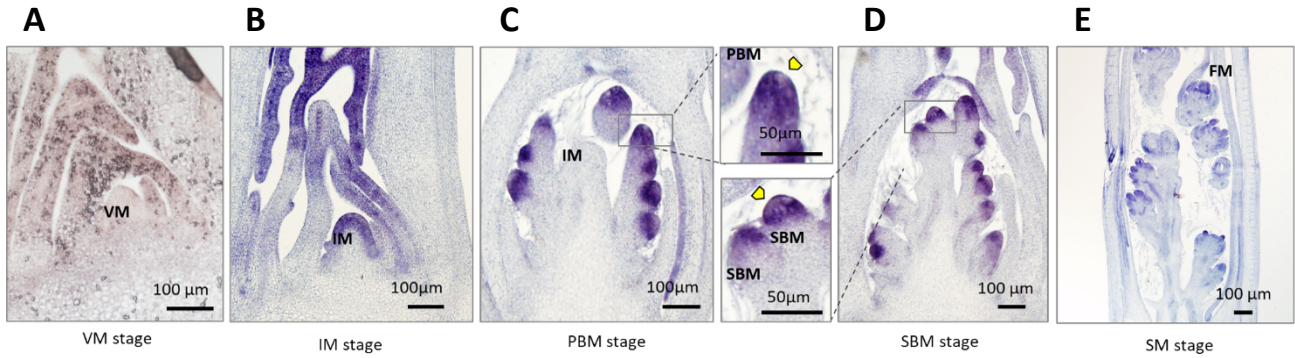 A
B
C
D
E
VM
100 µm
VM stage
IM
100µm
IM stage
IM
100µm
PBM stage
PBM
50µm
SBM
SBM
50µm
100 µm
SBM stage
FM
100 µm
SM stage